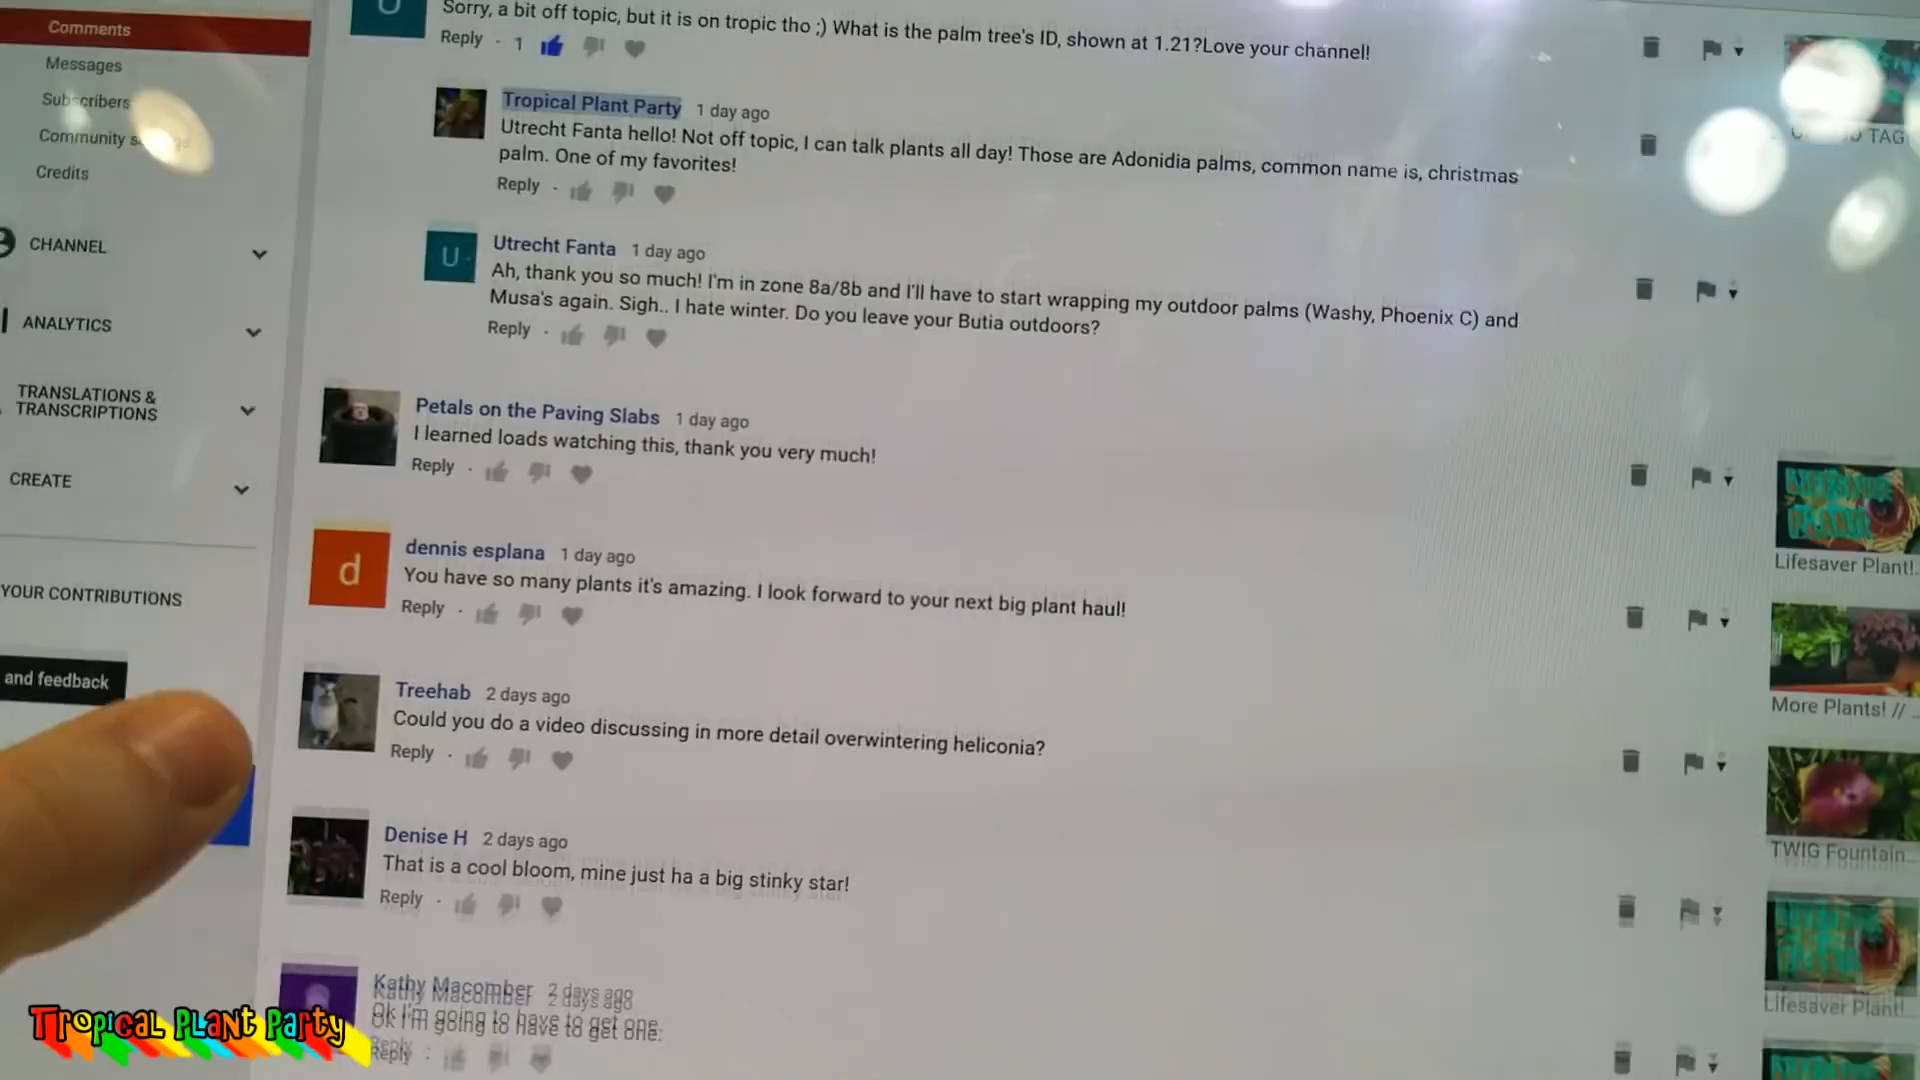 Comments
Messages
Subscribers
Community
Credits
CHANNEL
ANALYTICS
TRANSLATIONS &
TRANSCRIPTIONS
CREATE
YOUR CONTRIBUTIONS
and feedback
Sorry, a bit off topic, but it is on tropic tho ;) What is the palm tree's ID, shown at 1.21?Love your channel!
Reply · 1
Tropical Plant Party 1 day ago
Utrecht Fanta hello! Not off topic, I can talk plants all day! Those are Adonidia palms, common name is, christmas
palm. One of my favorites!
Reply ·
U
Utrecht Fanta 1 day ago
Ah, thank you so much! I'm in zone 8a/8b and I'll have to start wrapping my outdoor palms (Washy, Phoenix C) and
Musa's again. Sigh.. I hate winter. Do you leave your Butia outdoors?
Reply ·
Petals on the Paving Slabs 1 day ago
I learned loads watching this, thank you very much!
Reply ·
d
dennis esplana 1 day ago
You have so many plants it's amazing. I look forward to your next big plant haul!
Reply ·
Treehab 2 days ago
Could you do a video discussing in more detail overwintering heliconia?
Reply ·
Denise H 2 days ago
That is a cool bloom, mine just ha a big stinky star!
Reply ·
Kathy Macomber 2 days ago
Ok I'm going to have to get one.
Reply ·
TAG
Lifesaver Plant!..
More Plants! // ..
TWIG Fountain...
Lifesaver Plant!..
Tropical Plant Party